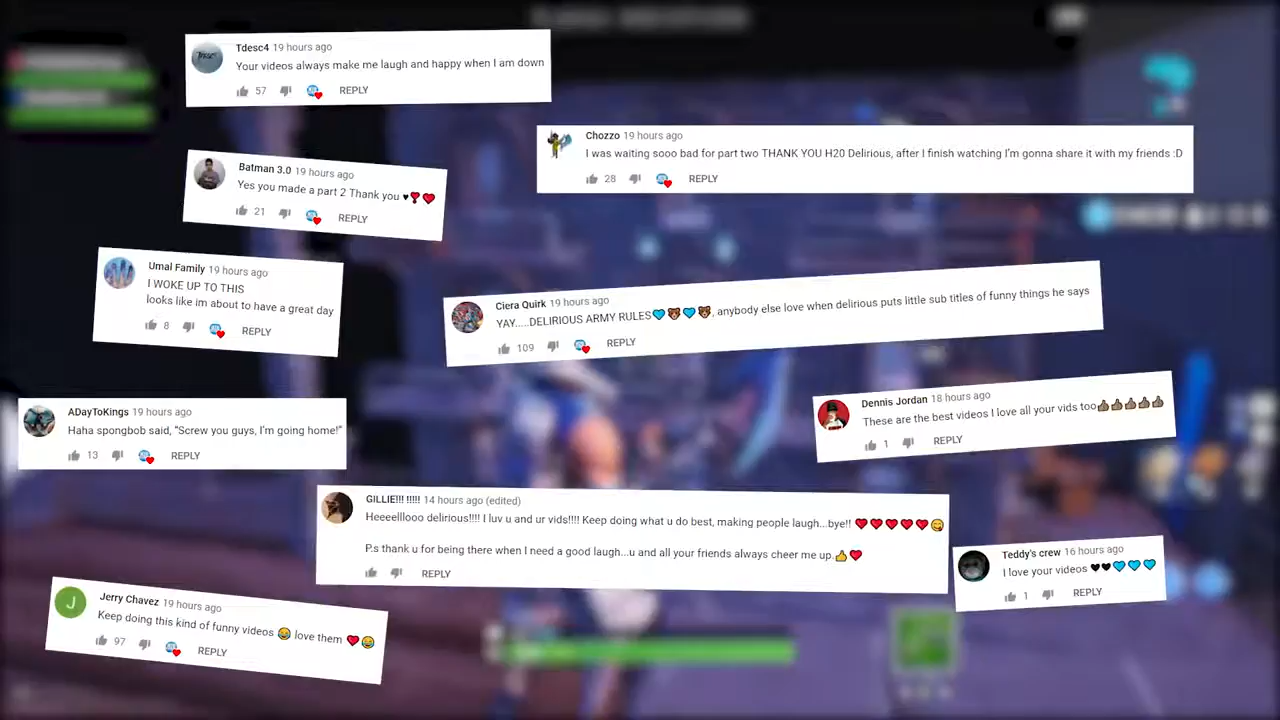 Tdesc4 19 hours ago
Your videos always make me laugh and happy when I am down
57 REPLY
Chozzo 19 hours ago
I was waiting sooo bad for part two THANK YOU H20 Delirious, after I finish watching I'm gonna share it with my friends :D
28 REPLY
Batman 3.0 19 hours ago
Yes you made a part 2 Thank you ♥❣❤
21 REPLY
Umal Family 19 hours ago
I WOKE UP TO THIS
looks like im about to have a great day
8 REPLY
Ciera Quirk 19 hours ago
YAY.....DELIRIOUS ARMY RULES💙🐻💙🐻, anybody else love when delirious puts little sub titles of funny things he says
109 REPLY
ADayToKings 19 hours ago
Haha spongbob said, “Screw you guys, I'm going home!”
13 REPLY
Dennis Jordan 18 hours ago
These are the best videos I love all your vids too👍🏽👍🏽👍🏽👍🏽👍🏽
1 REPLY
GILLIE!!! !!!!! 14 hours ago (edited)
Heeeelllooo delirious!!!! I luv u and ur vids!!!! Keep doing what u do best, making people laugh...bye!! ❤❤❤❤❤😋
P.s thank u for being there when I need a good laugh...u and all your friends always cheer me up.👍❤
REPLY
Teddy's crew 16 hours ago
I love your videos 🖤🖤💙💙💙
1 REPLY
J
Jerry Chavez 19 hours ago
Keep doing this kind of funny videos 😂 love them ❤😂
97 REPLY